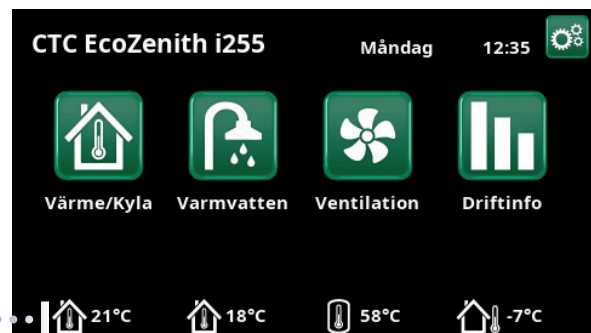 CTC EcoZenith i255 Måndag 12:35
Värme/Kyla Varmvatten Ventilation Driftinfo
21°C 18°C 58°C -7°C